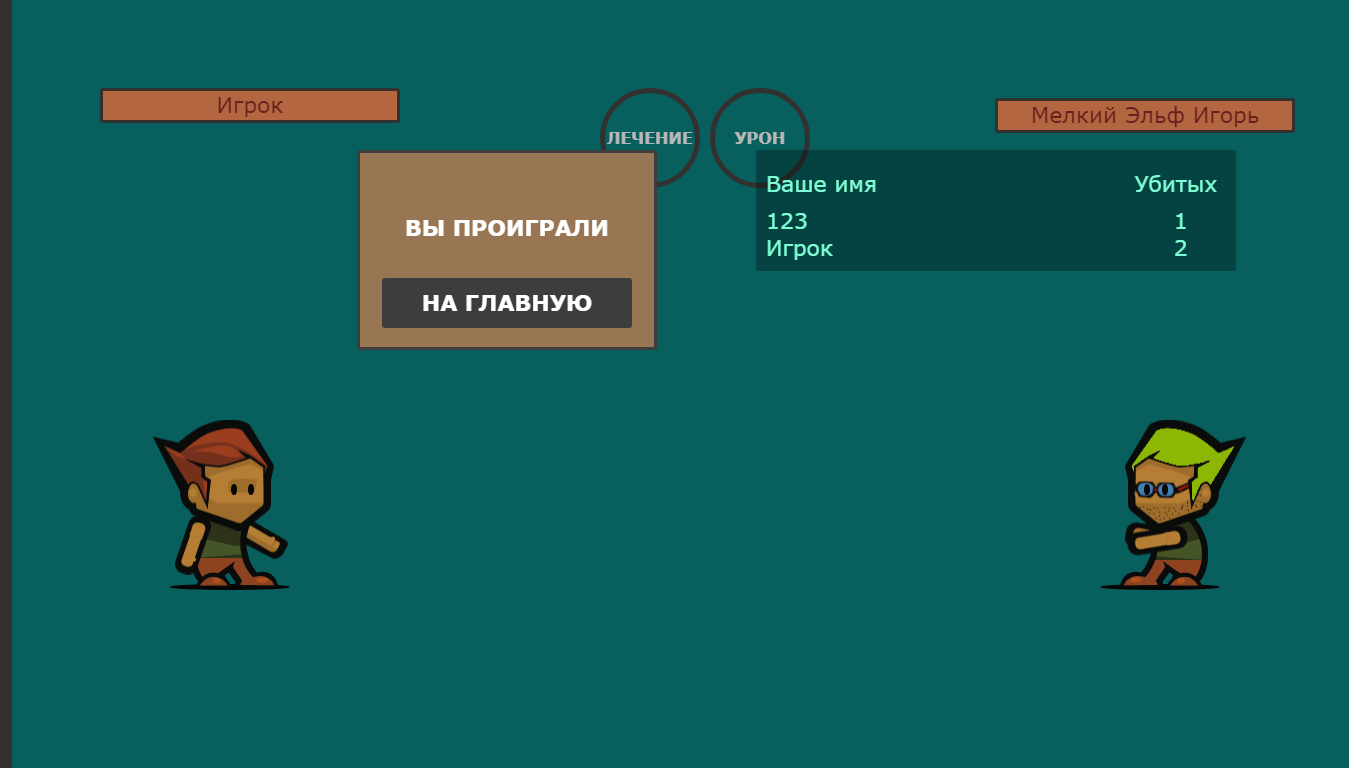 Игрок
ЛЕЧЕНИЕ
УРОН
Мелкий Эльф Игорь
ВЫ ПРОИГРАЛИ
НА ГЛАВНУЮ
Ваше имя Убитых
123 1
Игрок 2